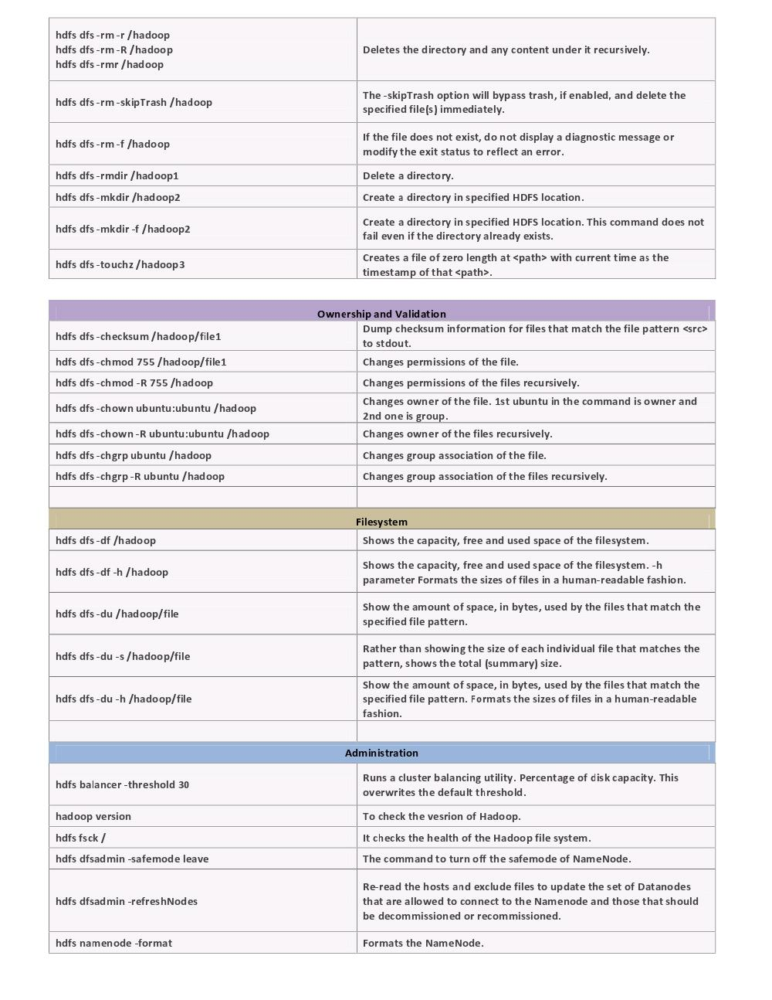 hdfs dfs -rm -r /hadoop
hdfs dfs -rm -R /hadoop
hdfs dfs -rmr /hadoop
Deletes the directory and any content under it recursively.
hdfs dfs -rm -skipTrash /hadoop
The -skipTrash option will bypass trash, if enabled, and delete the
specified file(s) immediately.
hdfs dfs -rm -f /hadoop
If the file does not exist, do not display a diagnostic message or
modify the exit status to reflect an error.
hdfs dfs -rmdir /hadoop1
Delete a directory.
hdfs dfs -mkdir /hadoop2
Create a directory in specified HDFS location.
hdfs dfs -mkdir -f /hadoop2
Create a directory in specified HDFS location. This command does not
fail even if the directory already exists.
hdfs dfs -touchz /hadoop3
Creates a file of zero length at <path> with current time as the
timestamp of that <path>.
Ownership and Validation
hdfs dfs -checksum /hadoop/file1
Dump checksum information for files that match the file pattern <src>
to stdout.
hdfs dfs -chmod 755 /hadoop/file1
Changes permissions of the file.
hdfs dfs -chmod -R 755 /hadoop
Changes permissions of the files recursively.
hdfs dfs -chown ubuntu:ubuntu /hadoop
Changes owner of the file. 1st ubuntu in the command is owner and
2nd one is group.
hdfs dfs -chown -R ubuntu:ubuntu /hadoop
Changes owner of the files recursively.
hdfs dfs -chgrp ubuntu /hadoop
Changes group association of the file.
hdfs dfs -chgrp -R ubuntu /hadoop
Changes group association of the files recursively.
Filesystem
hdfs dfs -df /hadoop
Shows the capacity, free and used space of the filesystem.
hdfs dfs -df -h /hadoop
Shows the capacity, free and used space of the filesystem. -h
parameter Formats the sizes of files in a human-readable fashion.
hdfs dfs -du /hadoop/file
Show the amount of space, in bytes, used by the files that match the
specified file pattern.
hdfs dfs -du -s /hadoop/file
Rather than showing the size of each individual file that matches the
pattern, shows the total (summary) size.
hdfs dfs -du -h /hadoop/file
Show the amount of space, in bytes, used by the files that match the
specified file pattern. Formats the sizes of files in a human-readable
fashion.
Administration
hdfs balancer -threshold 30
Runs a cluster balancing utility. Percentage of disk capacity. This
overwrites the default threshold.
hadoop version
To check the vesrion of Hadoop.
hdfs fsck /
It checks the health of the Hadoop file system.
hdfs dfsadmin -safemode leave
The command to turn off the safemode of NameNode.
hdfs dfsadmin -refreshNodes
Re-read the hosts and exclude files to update the set of Datanodes
that are allowed to connect to the Namenode and those that should
be decommissioned or recommissioned.
hdfs namenode -format
Formats the NameNode.